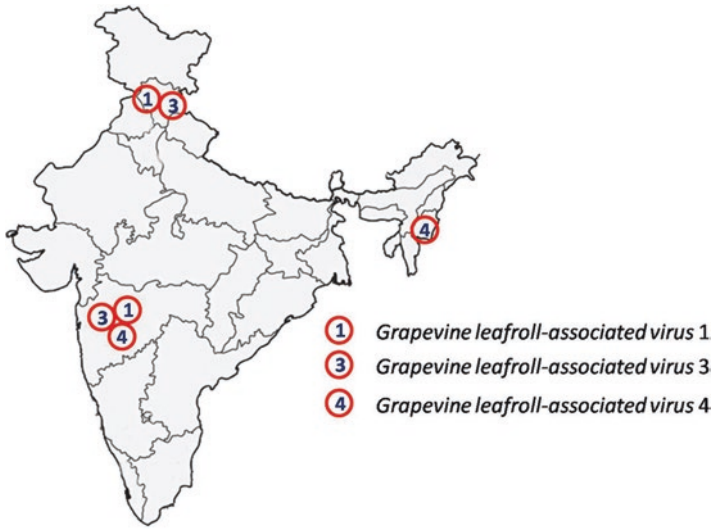 1 3
4
3 1
4
1 Grapevine leafroll-associated virus 1
3 Grapevine leafroll-associated virus 3
4 Grapevine leafroll-associated virus 4